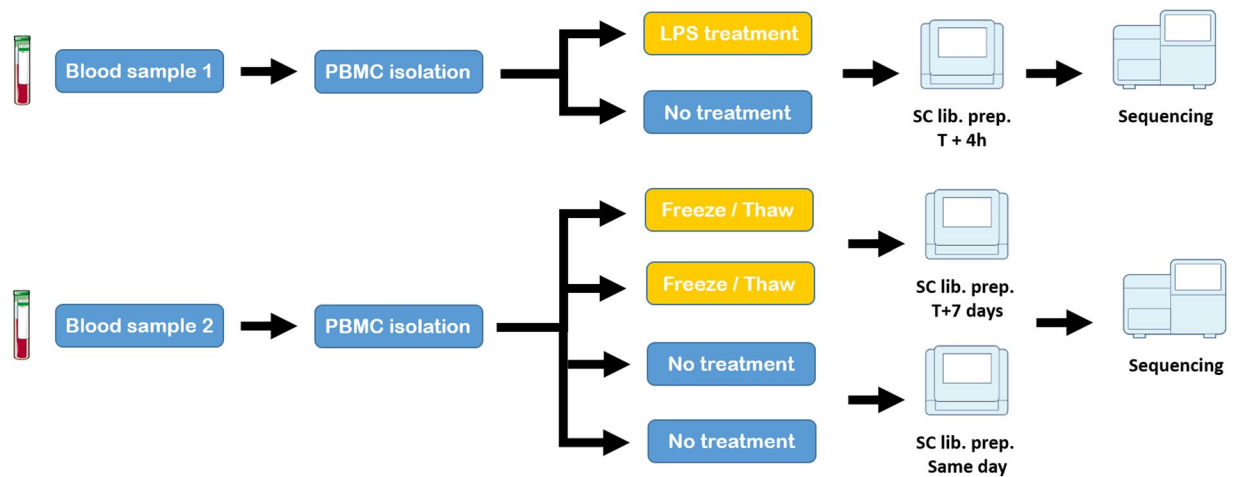 LPS treatment
Blood sample 1
PBMC isolation
No treatment
SC lib. prep.
T + 4h
Sequencing
Freeze / Thaw
Freeze / Thaw
SC lib. prep.
T+7 days
Blood sample 2
PBMC isolation
No treatment
Sequencing
No treatment
SC lib. prep.
Same day